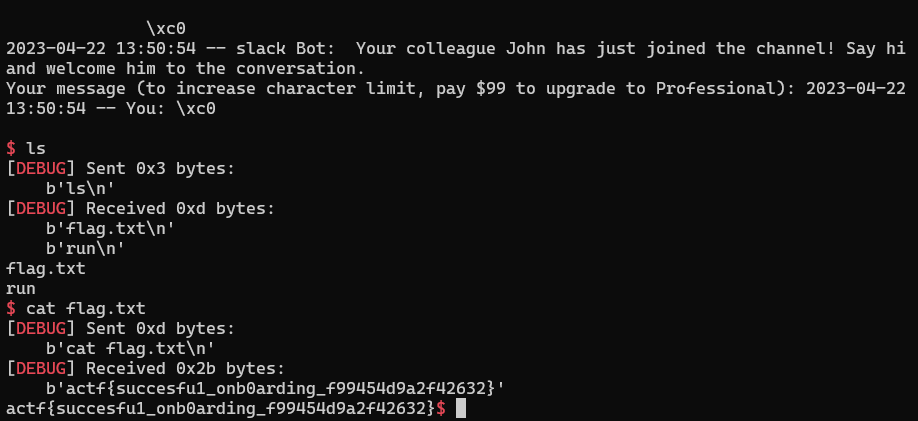 \xc0
2023-04-22 13:50:54 -- slack Bot:  Your colleague John has just joined the channel! Say hi
and welcome him to the conversation.
Your message (to increase character limit, pay $99 to upgrade to Professional): 2023-04-22
13:50:54 -- You: \xc0
$ ls
[DEBUG] Sent 0x3 bytes:
    b'ls\n'
[DEBUG] Received 0xd bytes:
    b'flag.txt\n'
    b'run\n'
flag.txt
run
$ cat flag.txt
[DEBUG] Sent 0xd bytes:
    b'cat flag.txt\n'
[DEBUG] Received 0x2b bytes:
    b'actf{succesfu1_onb0arding_f99454d9a2f42632}'
actf{succesfu1_onb0arding_f99454d9a2f42632}$